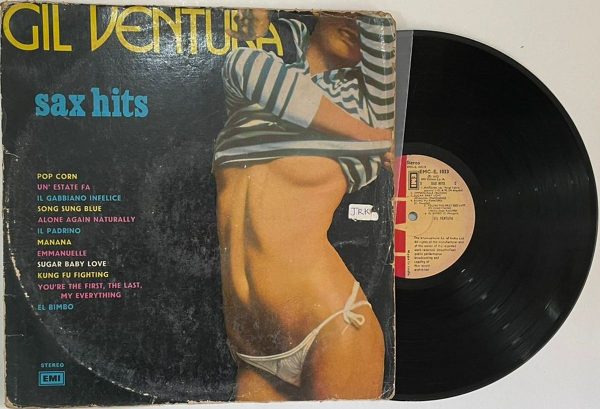 GIL VENTURA
sax hits
POP CORN
UN' ESTATE FA
IL GABBIANO INFELICE
SONG SUNG BLUE
ALONE AGAIN NATURALLY
IL PADRINO
MANANA
EMMANUELLE
SUGAR BABY LOVE
KUNG FU FIGHTING
YOU'RE THE FIRST, THE LAST,
MY EVERYTHING
EL BIMBO
STEREO
EMI
J.R.K
Stereo
EMI
SAX HITS
GIL VENTURA